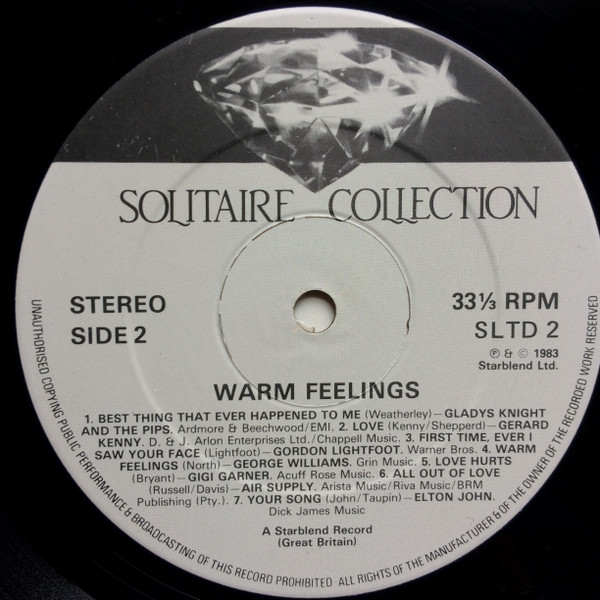 SOLITAIRE COLLECTION
STEREO
SIDE 2
33⅓ RPM
SLTD 2
Ⓟ & © 1983
Starblend Ltd.
WARM FEELINGS
1. BEST THING THAT EVER HAPPENED TO ME (Weatherley)—GLADYS KNIGHT
AND THE PIPS. Ardmore & Beechwood/EMI. 2. LOVE (Kenny/Shepperd)—GERARD
KENNY. D. & J. Arlon Enterprises Ltd./Chappell Music. 3. FIRST TIME, EVER I
SAW YOUR FACE (Lightfoot)—GORDON LIGHTFOOT. Warner Bros. 4. WARM
FEELINGS (North)—GEORGE WILLIAMS. Grin Music. 5. LOVE HURTS
(Bryant)—GIGI GARNER. Acuff Rose Music. 6. ALL OUT OF LOVE
(Russell/Davis)—AIR SUPPLY. Arista Music/Riva Music/BRM
Publishing (Pty.). 7. YOUR SONG (John/Taupin)—ELTON JOHN.
Dick James Music
A Starblend Record
(Great Britain)
UNAUTHORISED COPYING PUBLIC PERFORMANCE & BROADCASTING OF THIS RECORD PROHIBITED ALL RIGHTS OF THE MANUFACTURER & OF THE OWNER OF THE RECORDED WORK RESERVED